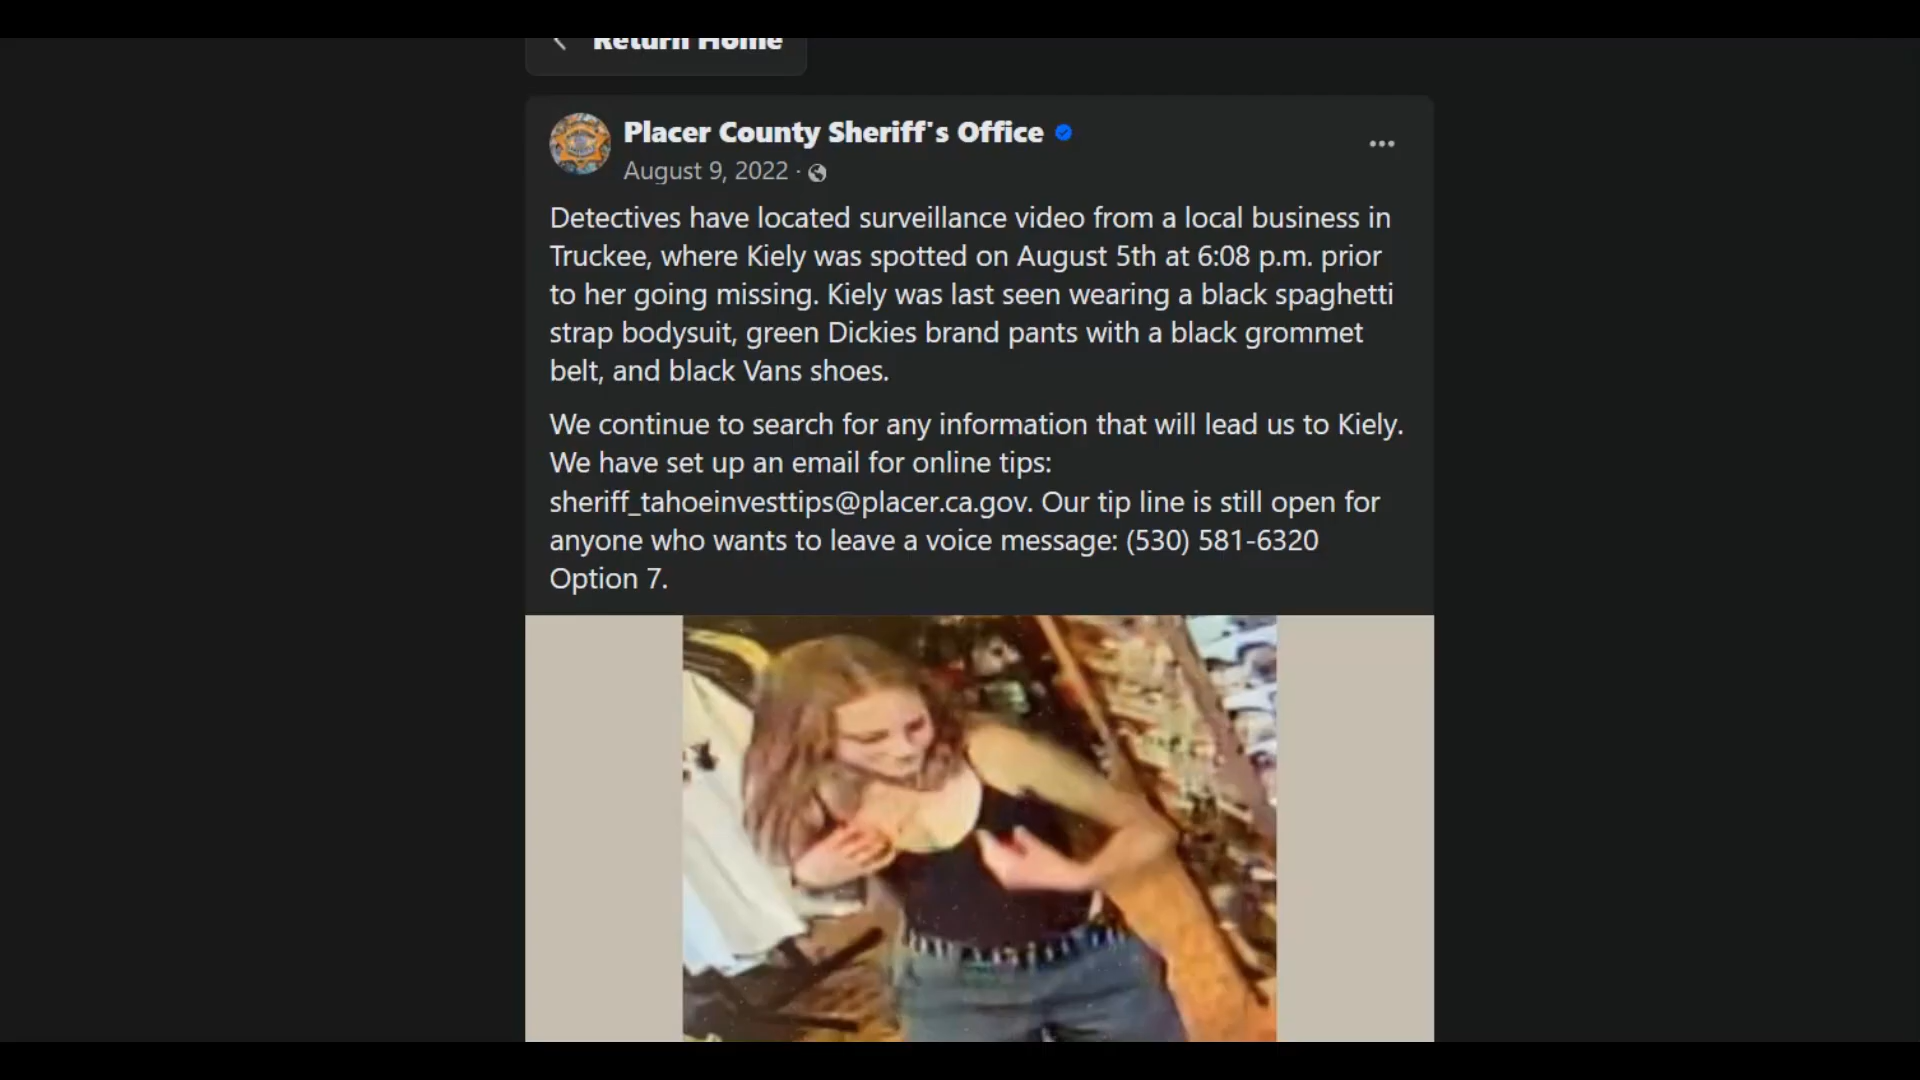 Return Home
Placer County Sheriff's Office
August 9, 2022 ·
Detectives have located surveillance video from a local business in
Truckee, where Kiely was spotted on August 5th at 6:08 p.m. prior
to her going missing. Kiely was last seen wearing a black spaghetti
strap bodysuit, green Dickies brand pants with a black grommet
belt, and black Vans shoes.
We continue to search for any information that will lead us to Kiely.
We have set up an email for online tips:
sheriff_tahoeinvesttips@placer.ca.gov. Our tip line is still open for
anyone who wants to leave a voice message: (530) 581-6320
Option 7.